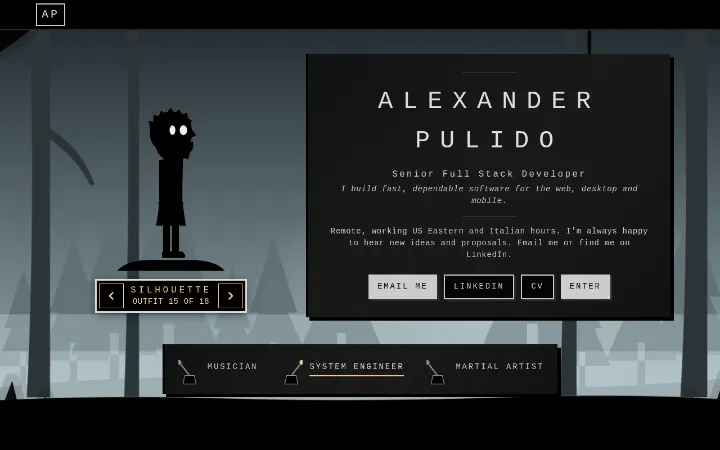 AP
ALEXANDER
PULIDO
Senior Full Stack Developer
I build fast, dependable software for the web, desktop and
mobile.
Remote, working US Eastern and Italian hours. I'm always happy
to hear new ideas and proposals. Email me or find me on
LinkedIn.
EMAIL ME
LINKEDIN
CV
ENTER
SILHOUETTE
OUTFIT 15 OF 18
MUSICIAN
SYSTEM ENGINEER
MARTIAL ARTIST